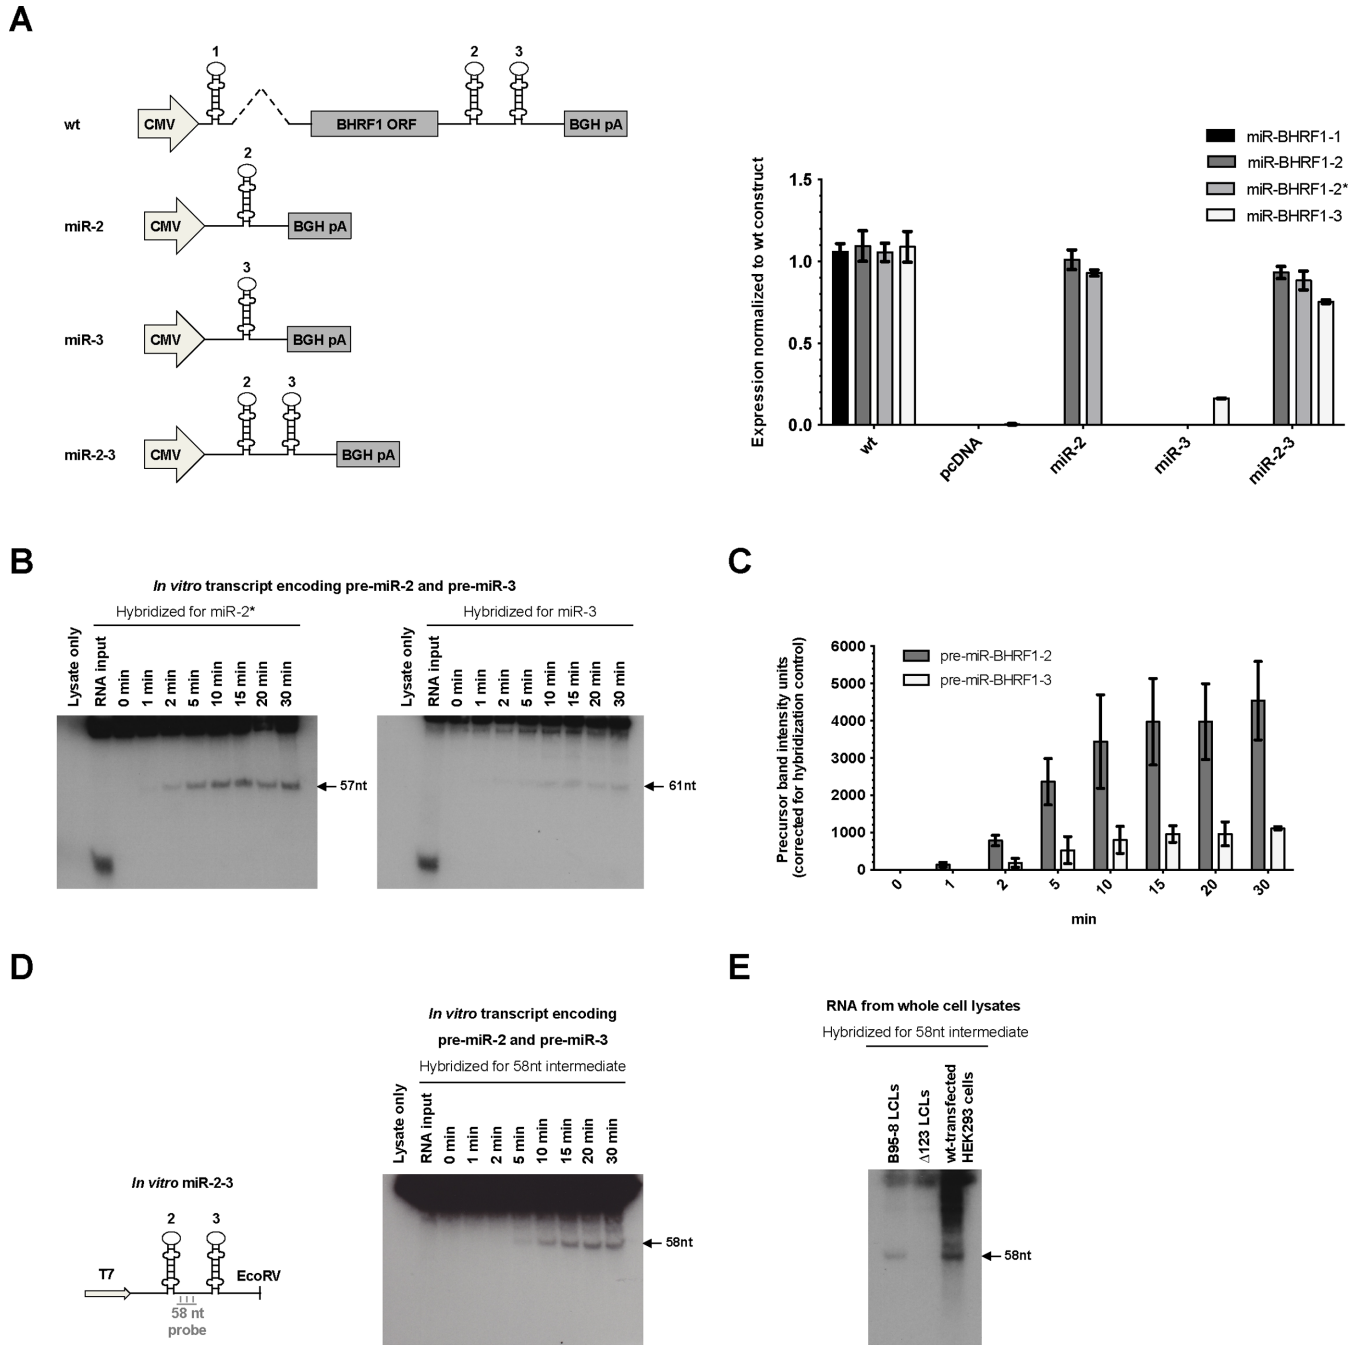 A
1
2
3
wt
CMV
BHRF1 ORF
BGH pA
2
miR-2
CMV
BGH pA
3
miR-3
CMV
BGH pA
2
3
miR-2-3
CMV
BGH pA
miR-BHRF1-1
miR-BHRF1-2
miR-BHRF1-2*
miR-BHRF1-3
Expression normalized to wt construct
1.5
1.0
0.5
0.0
wt
pcDNA
miR-2
miR-3
miR-2-3
B
In vitro transcript encoding pre-miR-2 and pre-miR-3
Hybridized for miR-2*
Lysate only
RNA input
0 min
1 min
2 min
5 min
10 min
15 min
20 min
30 min
57nt
Hybridized for miR-3
Lysate only
RNA input
0 min
1 min
2 min
5 min
10 min
15 min
20 min
30 min
61nt
C
Precursor band intensity units
(corrected for hybridization control)
6000
5000
4000
3000
2000
1000
0
pre-miR-BHRF1-2
pre-miR-BHRF1-3
0
1
2
5
10
15
20
30
min
D
In vitro miR-2-3
2
3
T7
EcoRV
58 nt
probe
In vitro transcript encoding
pre-miR-2 and pre-miR-3
Hybridized for 58nt intermediate
Lysate only
RNA input
0 min
1 min
2 min
5 min
10 min
15 min
20 min
30 min
58nt
E
RNA from whole cell lysates
Hybridized for 58nt intermediate
B95-8 LCLs
Δ123 LCLs
wt-transfected
HEK293 cells
58nt